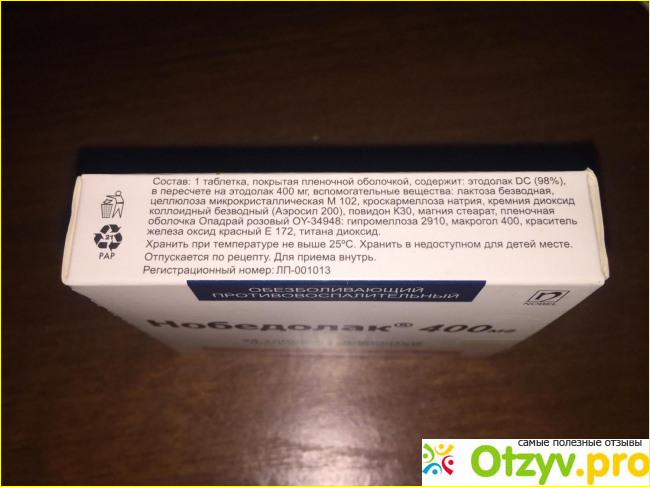 Состав: 1 таблетка, покрытая пленочной оболочкой, содержит: этодолак DC (98%),
в пересчете на этодолак 400 мг, вспомогательные вещества: лактоза безводная,
целлюлоза микрокристаллическая М 102, кроскармеллоза натрия, кремния диоксид
коллоидный безводный (Аэросил 200), повидон К30, магния стеарат, пленочная
оболочка Опадрай розовый OY-34948: гипромеллоза 2910, макрогол 400, краситель
железа оксид красный Е 172, титана диоксид.
Хранить при температуре не выше 25ºС. Хранить в недоступном для детей месте.
Отпускается по рецепту. Для приема внутрь.
Регистрационный номер: ЛП-001013
21
PAP
ОБЕЗБОЛИВАЮЩИЙ
ПРОТИВОВОСПАЛИТЕЛЬНЫЙ
NOBEL
Нобедолак® 400мг
самые полезные отзывы
Otzyv.pro